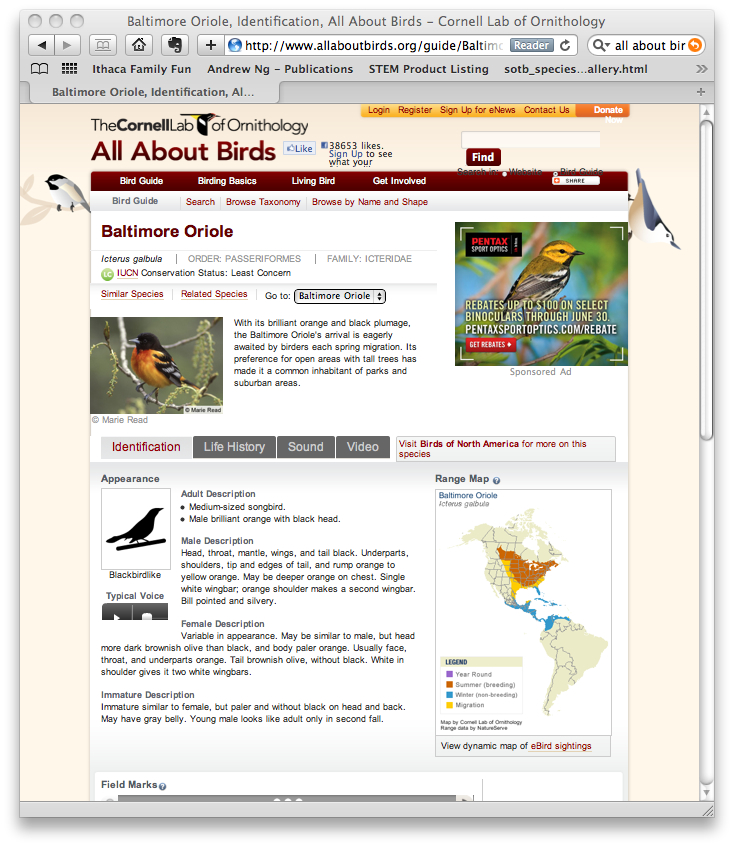 Baltimore Oriole, Identification, All About Birds – Cornell Lab of Ornithology
http://www.allaboutbirds.org/guide/Baltimo
Reader
all about bir
Ithaca Family Fun
Andrew Ng – Publications
STEM Product Listing
sotb_species...allery.html
Baltimore Oriole, Identification, Al...
Login
Register
Sign Up for eNews
Contact Us
Donate
Now
TheCornellLab of Ornithology
All About Birds
Like
38653 likes.
Sign Up to see
what your
Find
Search in:
Website
Bird Guide
SHARE
Bird Guide
Birding Basics
Living Bird
Get Involved
Bird Guide
Search
Browse Taxonomy
Browse by Name and Shape
Baltimore Oriole
Icterus galbula
ORDER: PASSERIFORMES
FAMILY: ICTERIDAE
LC IUCN Conservation Status: Least Concern
Similar Species
Related Species
Go to:
Baltimore Oriole
PENTAX
SPORT OPTICS
REBATES UP TO $100 ON SELECT
BINOCULARS THROUGH JUNE 30.
PENTAXSPORTOPTICS.COM/REBATE
GET REBATES
Sponsored Ad
With its brilliant orange and black plumage,
the Baltimore Oriole's arrival is eagerly
awaited by birders each spring migration. Its
preference for open areas with tall trees has
made it a common inhabitant of parks and
suburban areas.
© Marie Read
© Marie Read
Identification
Life History
Sound
Video
Visit Birds of North America for more on this
species
Appearance
Blackbirdlike
Typical Voice
Adult Description
• Medium-sized songbird.
• Male brilliant orange with black head.
Male Description
Head, throat, mantle, wings, and tail black. Underparts,
shoulders, tip and edges of tail, and rump orange to
yellow orange. May be deeper orange on chest. Single
white wingbar; orange shoulder makes a second wingbar.
Bill pointed and silvery.
Female Description
Variable in appearance. May be similar to male, but head
more dark brownish olive than black, and body paler orange. Usually face,
throat, and underparts orange. Tail brownish olive, without black. White in
shoulder gives it two white wingbars.
Immature Description
Immature similar to female, but paler and without black on head and back.
May have gray belly. Young male looks like adult only in second fall.
Range Map
Baltimore Oriole
Icterus galbula
LEGEND
Year Round
Summer (breeding)
Winter (non-breeding)
Migration
Map by Cornell Lab of Ornithology
Range data by NatureServe
View dynamic map of eBird sightings
Field Marks